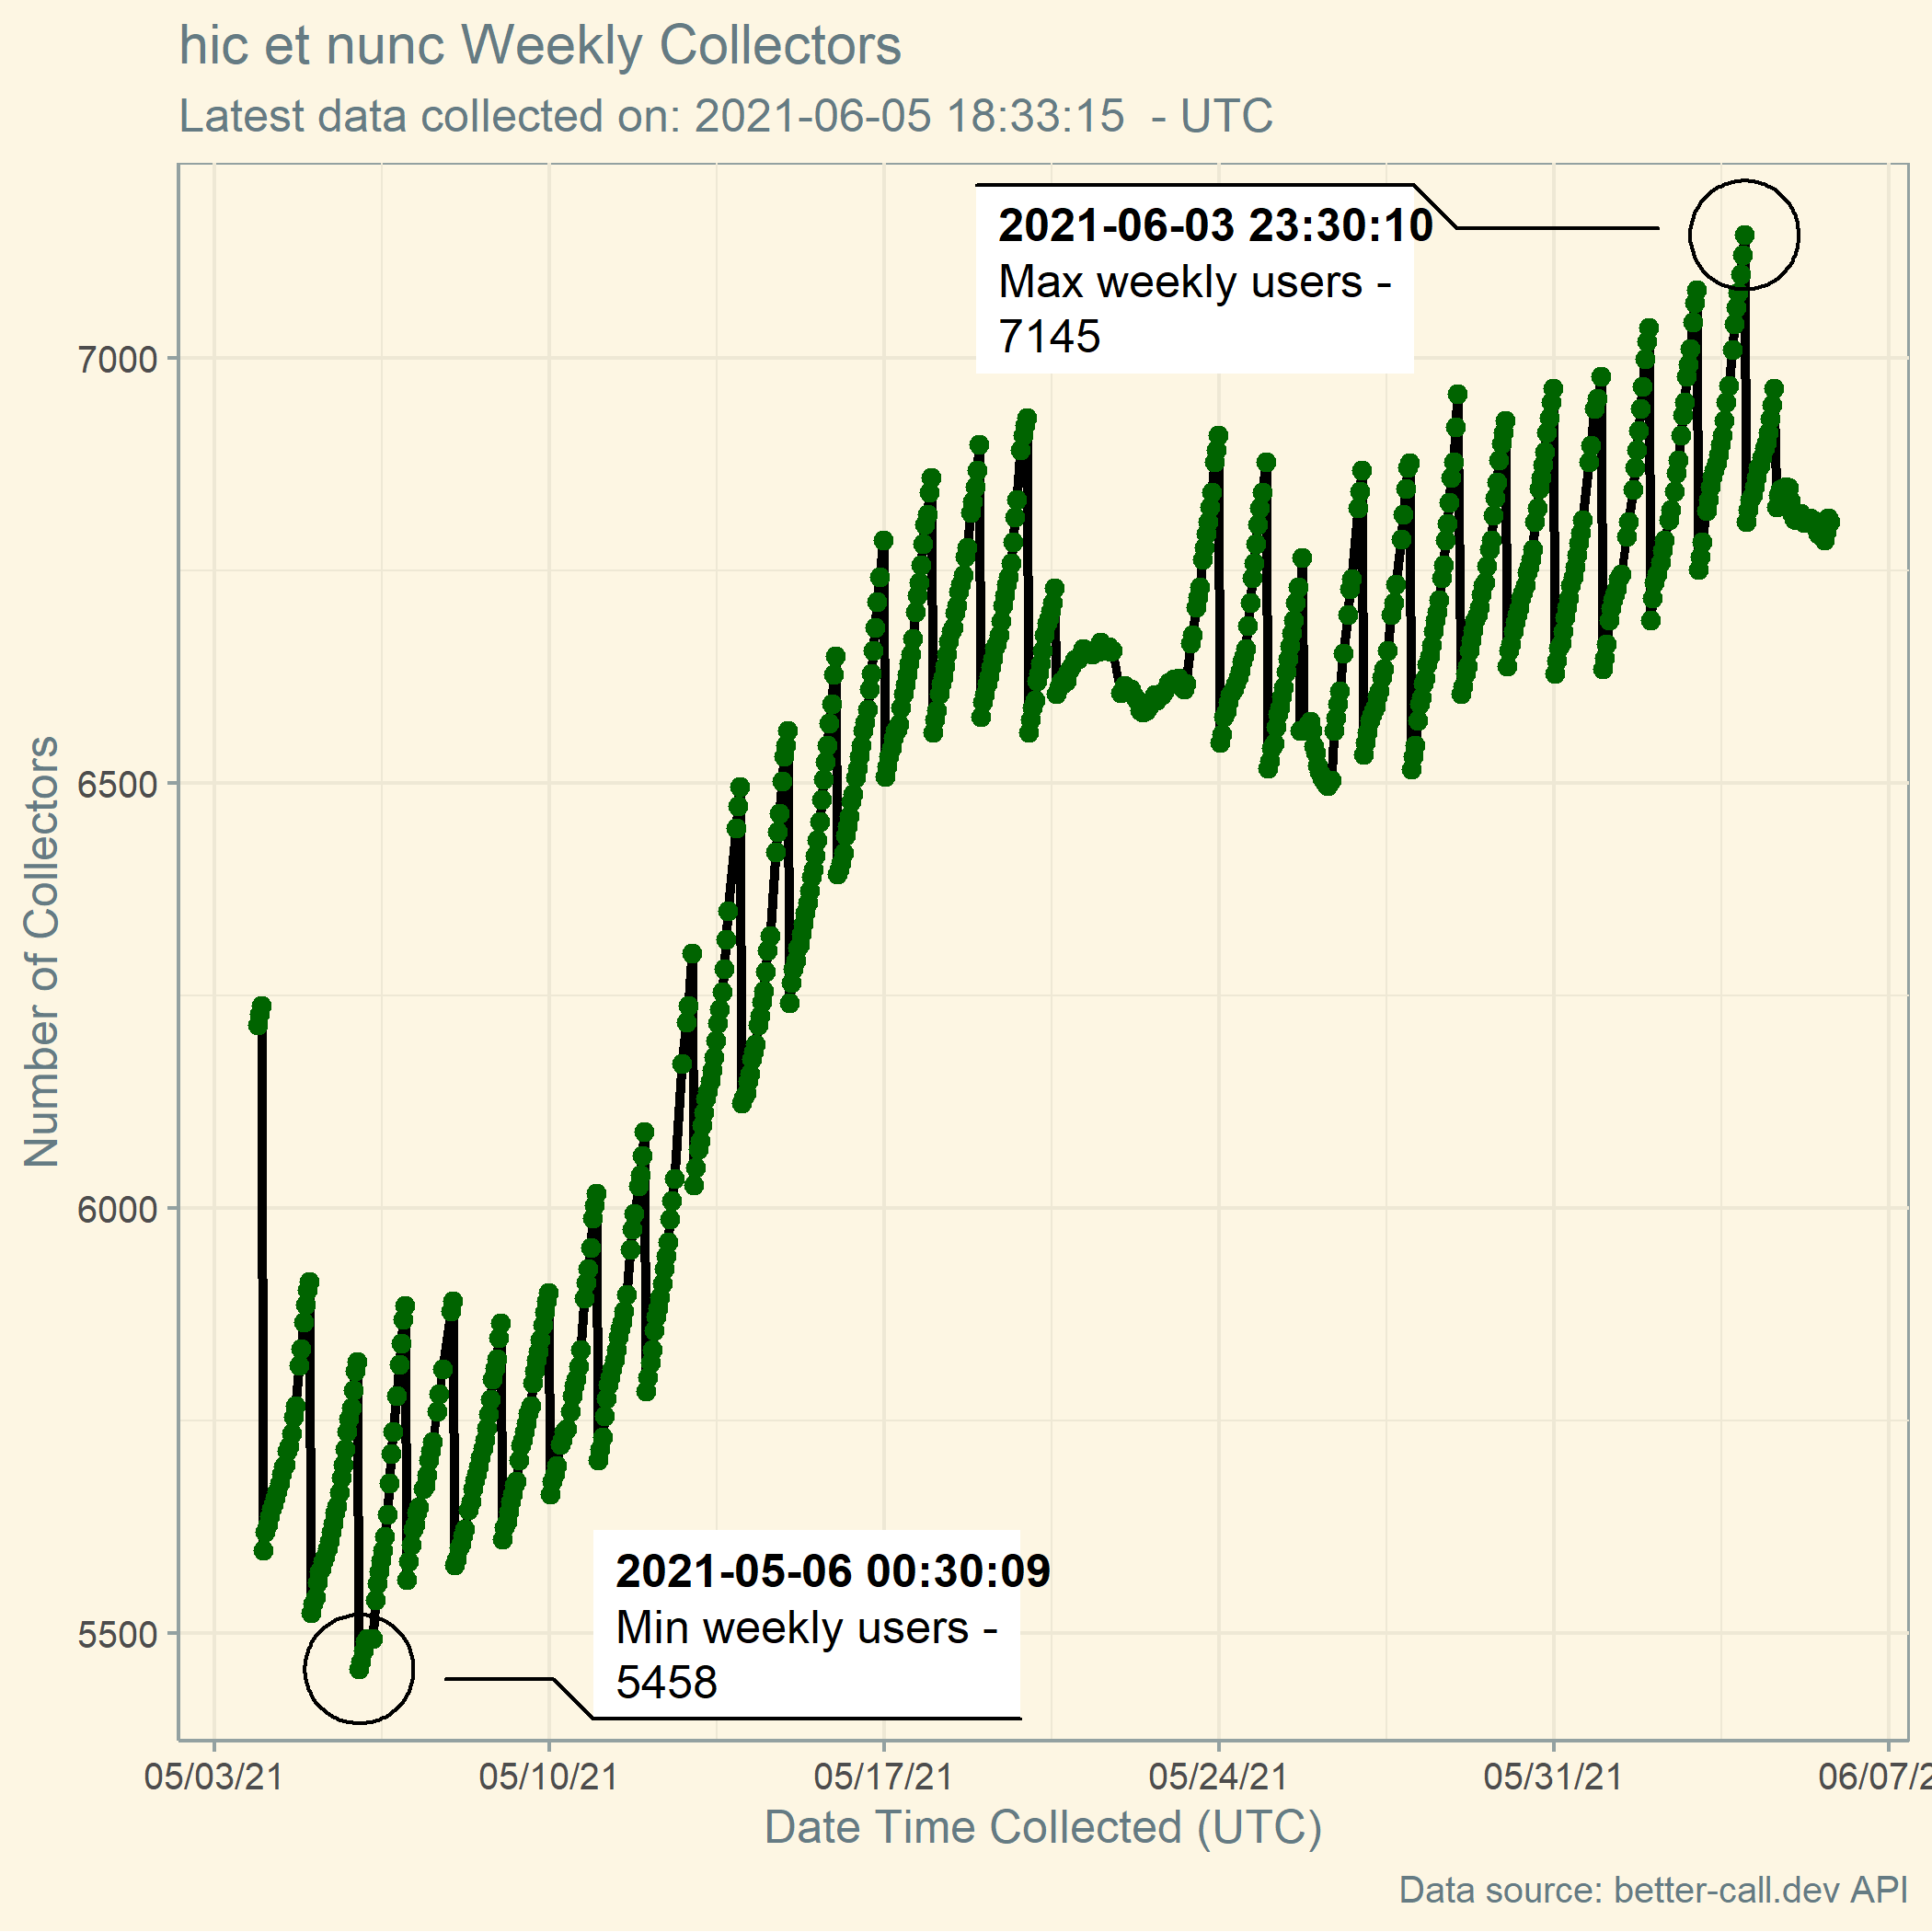 hic et nunc Weekly Collectors
Latest data collected on: 2021-06-05 18:33:15 - UTC
2021-06-03 23:30:10
Max weekly users -
7145
7000
6500
6000
5500
Number of Collectors
2021-05-06 00:30:09
Min weekly users -
5458
05/03/21 05/10/21 05/17/21 05/24/21 05/31/21 06/07/2
Date Time Collected (UTC)
Data source: better-call.dev API